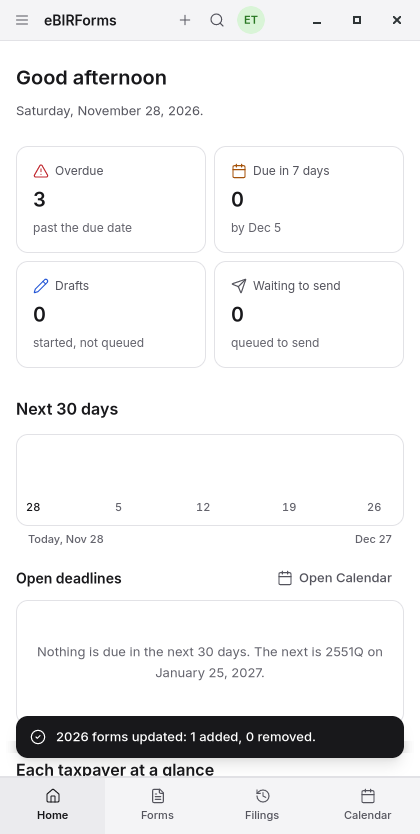 eBIRForms
ET
Good afternoon
Saturday, November 28, 2026.
Overdue
3
past the due date
Due in 7 days
0
by Dec 5
Drafts
0
started, not queued
Waiting to send
0
queued to send
Next 30 days
28 5 12 19 26
Today, Nov 28 Dec 27
Open deadlines Open Calendar
Nothing is due in the next 30 days. The next is 2551Q on
January 25, 2027.
2026 forms updated: 1 added, 0 removed.
Each taxpayer at a glance
Home Forms Filings Calendar